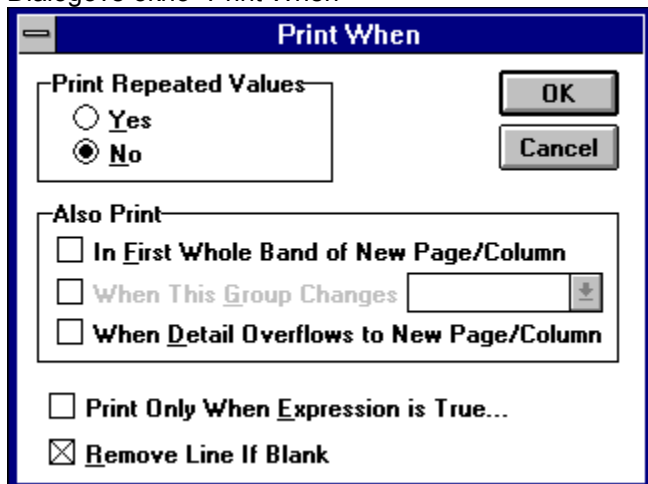 Dialogové okno "Print When"
Print When
Print Repeated Values
Yes
No
OK
Cancel
Also Print
In First Whole Band of New Page/Column
When This Group Changes
When Detail Overflows to New Page/Column
Print Only When Expression is True...
Remove Line If Blank